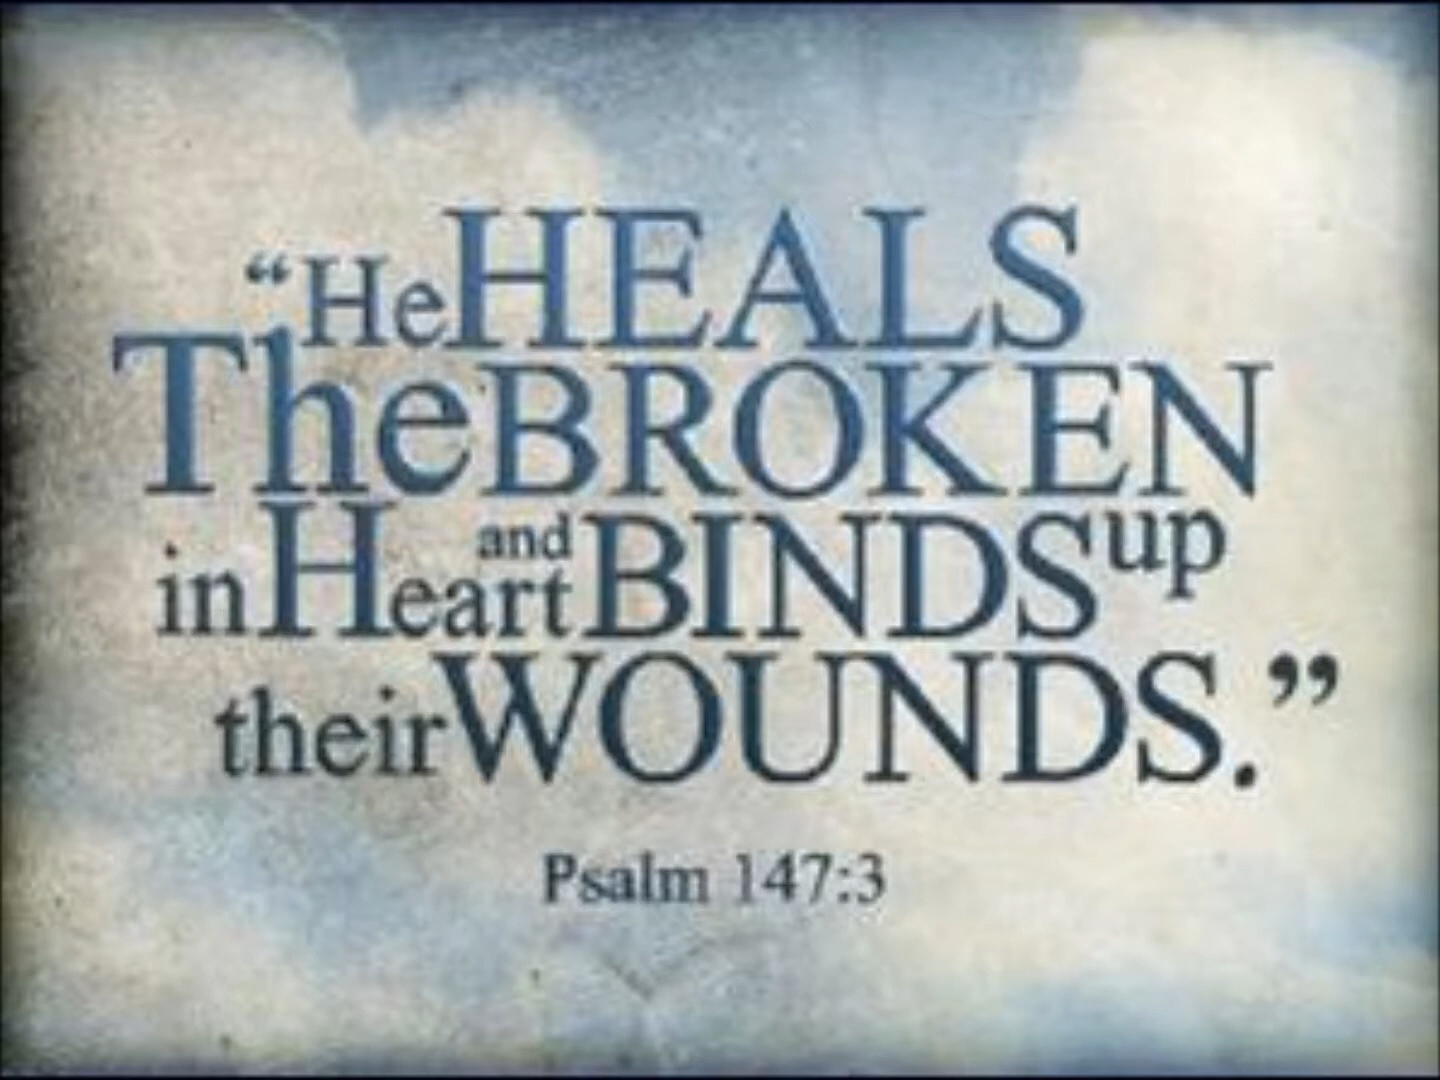 “He HEALS
The BROKEN
in Heart and BINDS up
their WOUNDS.”
Psalm 147:3